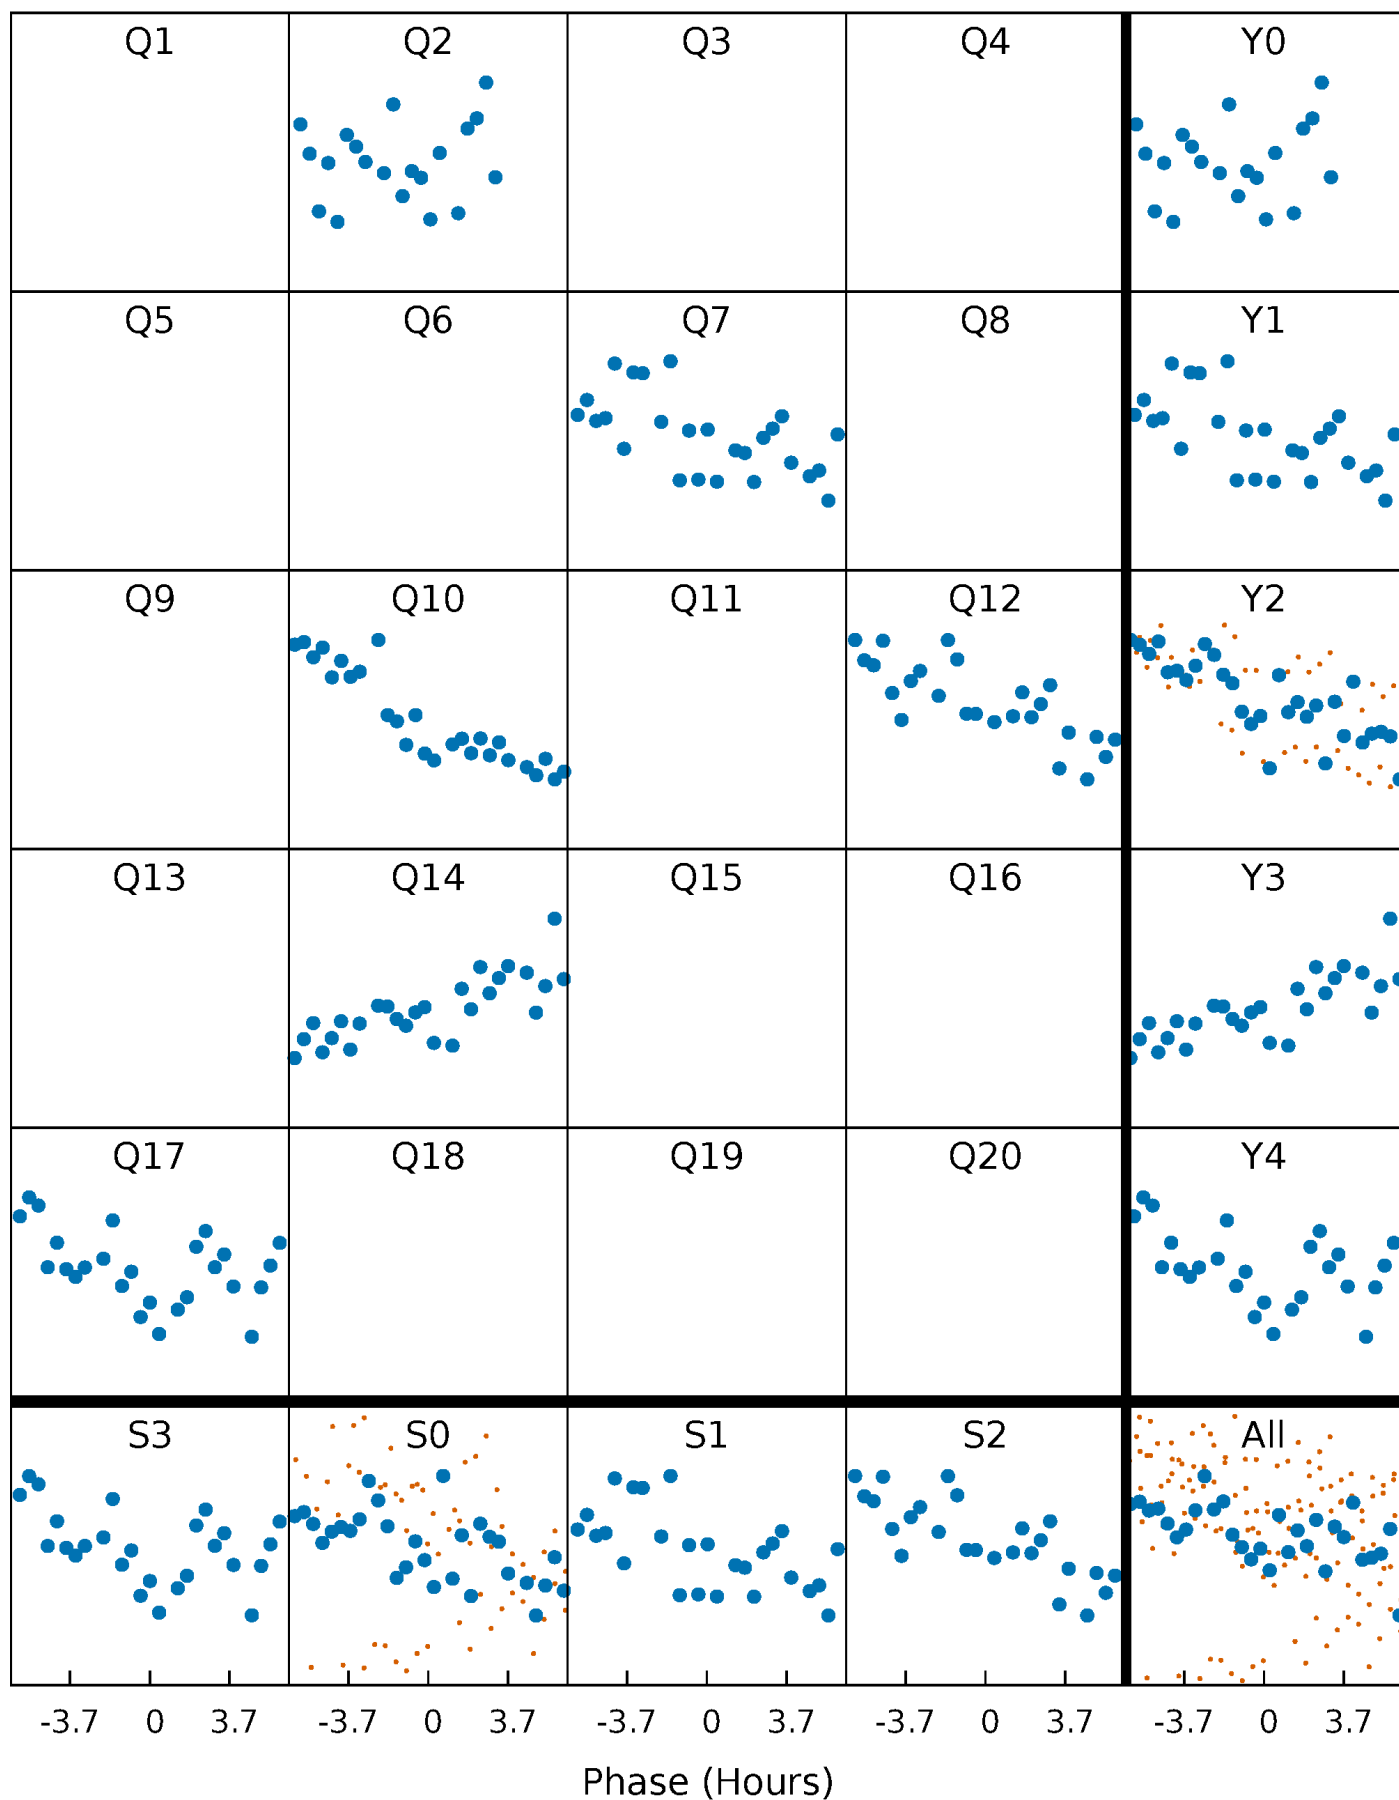 Q1 Q2 Q3 Q4 Y0
Q5 Q6 Q7 Q8 Y1
Q9 Q10 Q11 Q12 Y2
Q13 Q14 Q15 Q16 Y3
Q17 Q18 Q19 Q20 Y4
S3 S0 S1 S2 All
-3.7 0 3.7 -3.7 0 3.7 -3.7 0 3.7 -3.7 0 3.7 -3.7 0 3.7
Phase (Hours)